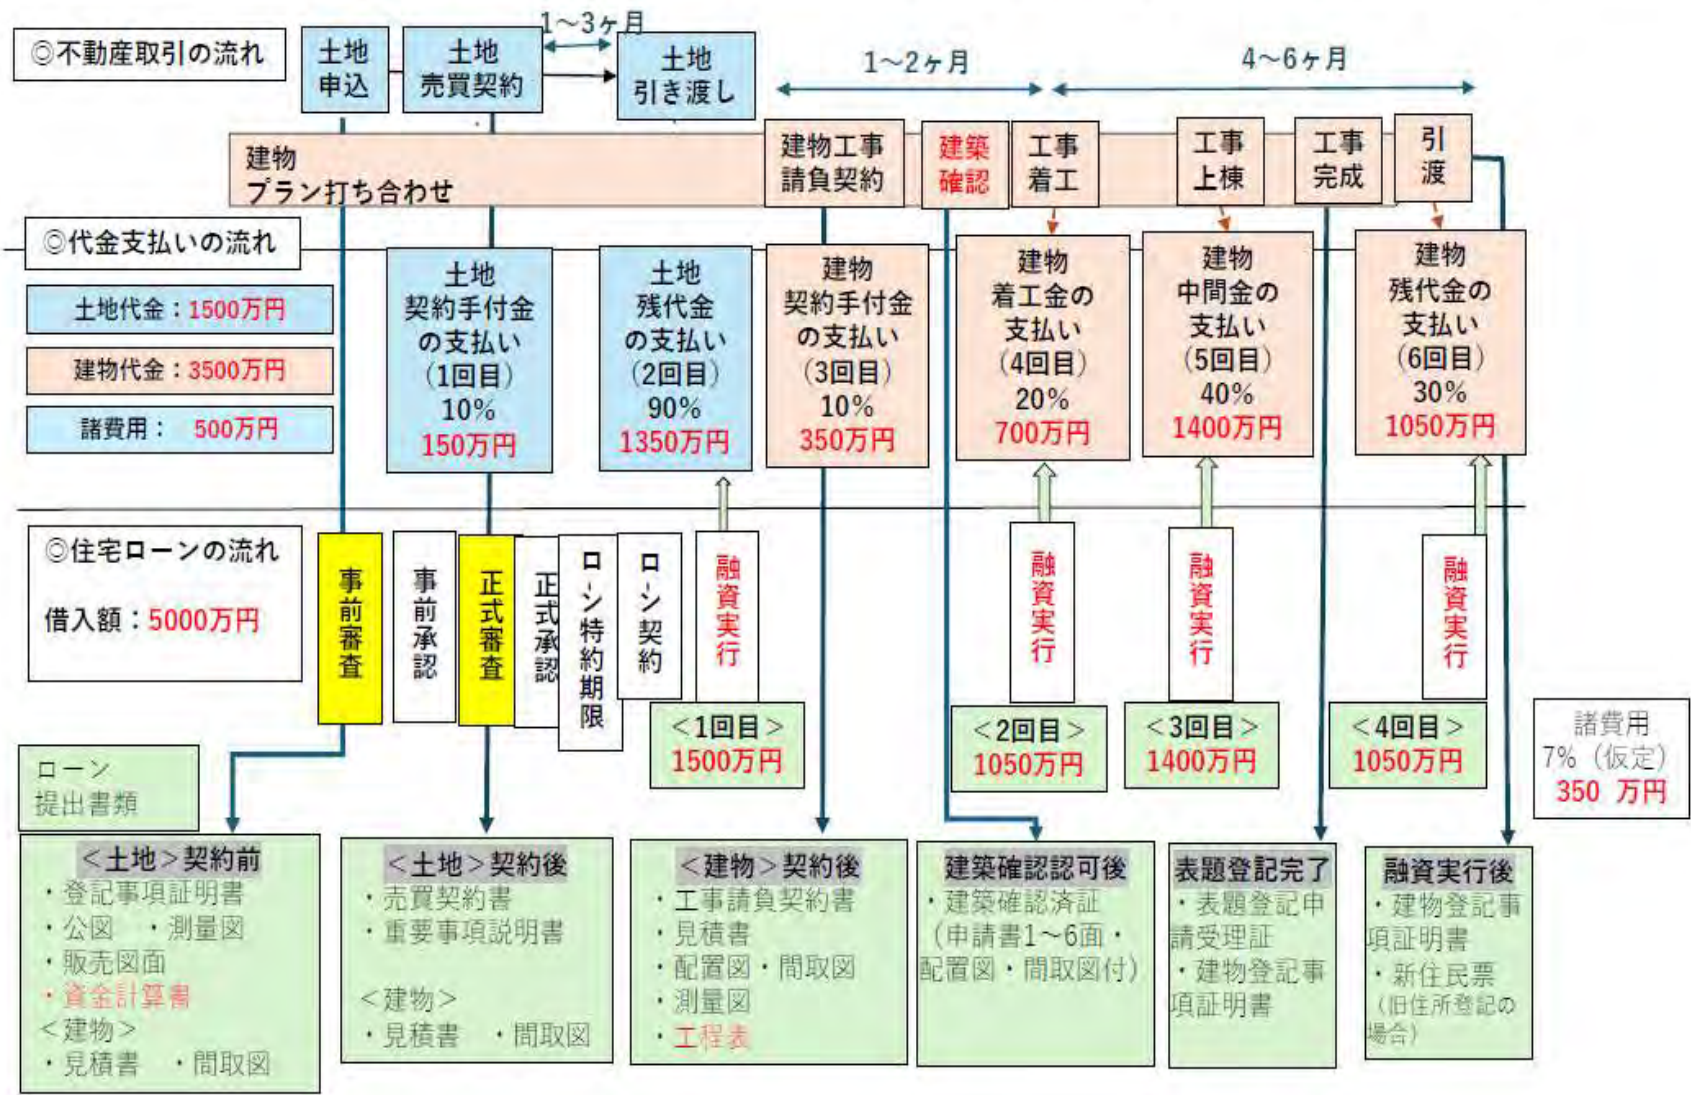 ◎不動産取引の流れ
土地
申込
土地
売買契約
1～3ヶ月
土地
引き渡し
1～2ヶ月
4～6ヶ月
建物
プラン打ち合わせ
建物工事
請負契約
建築
確認
工事
着工
工事
上棟
工事
完成
引
渡
◎代金支払いの流れ
土地代金：1500万円
建物代金：3500万円
諸費用： 500万円
土地
契約手付金
の支払い
（1回目）
10%
150万円
土地
残代金
の支払い
（2回目）
90%
1350万円
建物
契約手付金
の支払い
（3回目）
10%
350万円
建物
着工金の
支払い
（4回目）
20%
700万円
建物
中間金の
支払い
（5回目）
40%
1400万円
建物
残代金の
支払い
（6回目）
30%
1050万円
◎住宅ローンの流れ
借入額：5000万円
事前審査
事前承認
正式審査
正式承認
ローン特約期限
ローン契約
融資実行
融資実行
融資実行
融資実行
＜1回目＞
1500万円
＜2回目＞
1050万円
＜3回目＞
1400万円
＜4回目＞
1050万円
諸費用
7%（仮定）
350 万円
ローン
提出書類
＜土地＞契約前
・登記事項証明書
・公図 ・測量図
・販売図面
・資金計算書
＜建物＞
・見積書 ・間取図
＜土地＞契約後
・売買契約書
・重要事項説明書
＜建物＞
・見積書 ・間取図
＜建物＞契約後
・工事請負契約書
・見積書
・配置図・間取図
・測量図
・工程表
建築確認認可後
・建築確認済証
（申請書1～6面・
配置図・間取図付）
表題登記完了
・表題登記申
請受理証
・建物登記事
項証明書
融資実行後
・建物登記事
項証明書
・新住民票
（旧住所登記の
場合）